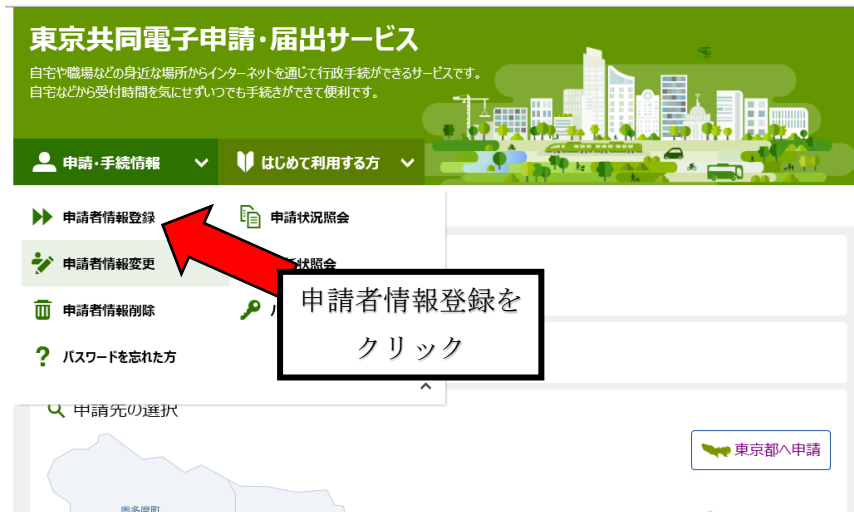 東京共同電子申請・届出サービス
自宅や職場などの身近な場所からインターネットを通じて行政手続ができるサービスです。
自宅などから受付時間を気にせずいつでも手続きができて便利です。
申請・手続情報
はじめて利用する方
申請者情報登録
申請状況照会
申請者情報変更
状照会
申請者情報削除
パスワードを忘れた方
申請者情報登録を
クリック
申請先の選択
東京都へ申請
奥多摩町